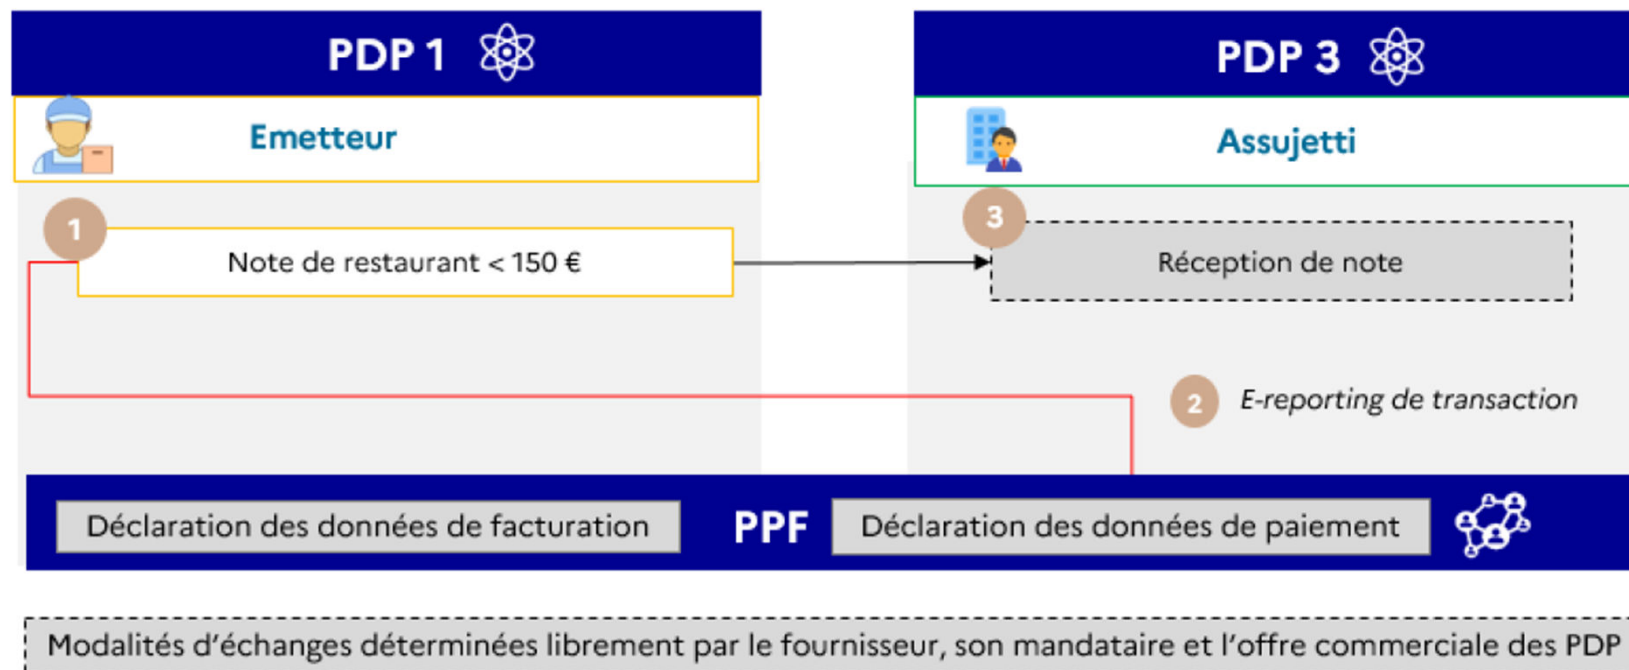 PDP 1
PDP 3
Emetteur
Assujetti
1
Note de restaurant < 150 €
3
Réception de note
2
E-reporting de transaction
Déclaration des données de facturation
PPF
Déclaration des données de paiement
Modalités d'échanges déterminées librement par le fournisseur, son mandataire et l'offre commerciale des PDP